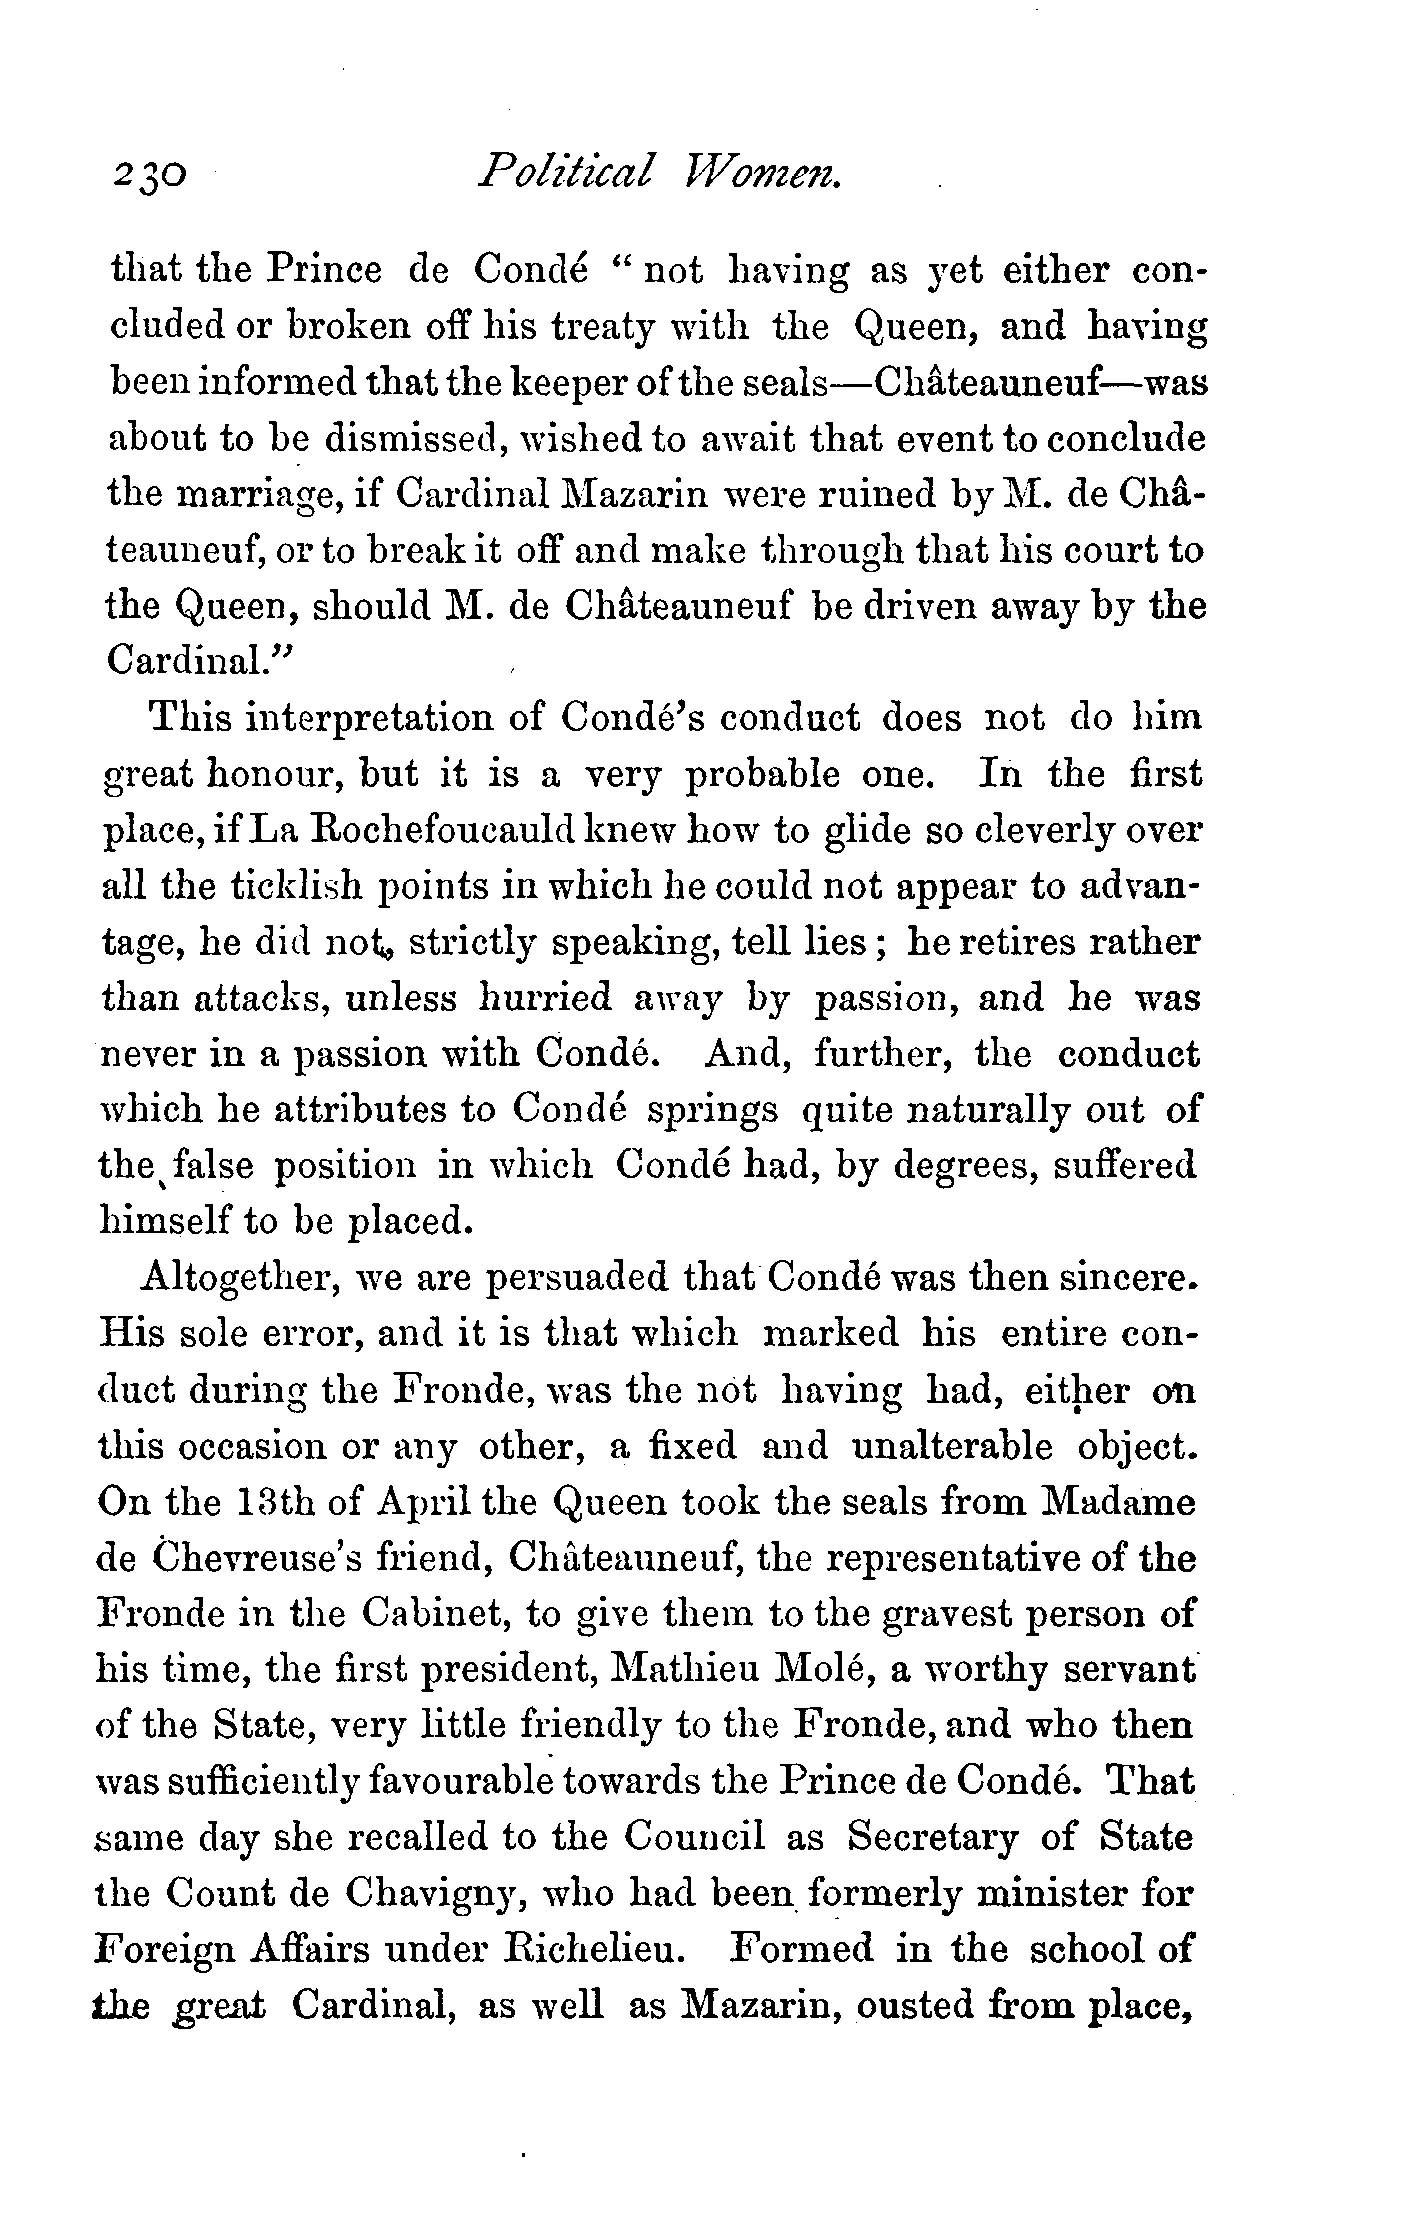 230 Political Women.
that the Prince de Condé “ not having as yet either con-
cluded or broken off his treaty with the Queen, and having
been informed that the keeper of the seals—Châteauneuf—was
about to be dismissed, wished to await that event to conclude
the marriage, if Cardinal Mazarin were ruined by M. de Châ-
teauneuf, or to break it off and make through that his court to
the Queen, should M. de Châteauneuf be driven away by the
Cardinal.”
This interpretation of Condé’s conduct does not do him
great honour, but it is a very probable one. In the first
place, if La Rochefoucauld knew how to glide so cleverly over
all the ticklish points in which he could not appear to advan-
tage, he did not, strictly speaking, tell lies ; he retires rather
than attacks, unless hurried away by passion, and he was
never in a passion with Condé. And, further, the conduct
which he attributes to Condé springs quite naturally out of
the false position in which Condé had, by degrees, suffered
himself to be placed.
Altogether, we are persuaded that Condé was then sincere.
His sole error, and it is that which marked his entire con-
duct during the Fronde, was the not having had, either on
this occasion or any other, a fixed and unalterable object.
On the 13th of April the Queen took the seals from Madame
de Chevreuse’s friend, Châteauneuf, the representative of the
Fronde in the Cabinet, to give them to the gravest person of
his time, the first president, Mathieu Molé, a worthy servant
of the State, very little friendly to the Fronde, and who then
was sufficiently favourable towards the Prince de Condé. That
same day she recalled to the Council as Secretary of State
the Count de Chavigny, who had been formerly minister for
Foreign Affairs under Richelieu. Formed in the school of
the great Cardinal, as well as Mazarin, ousted from place,